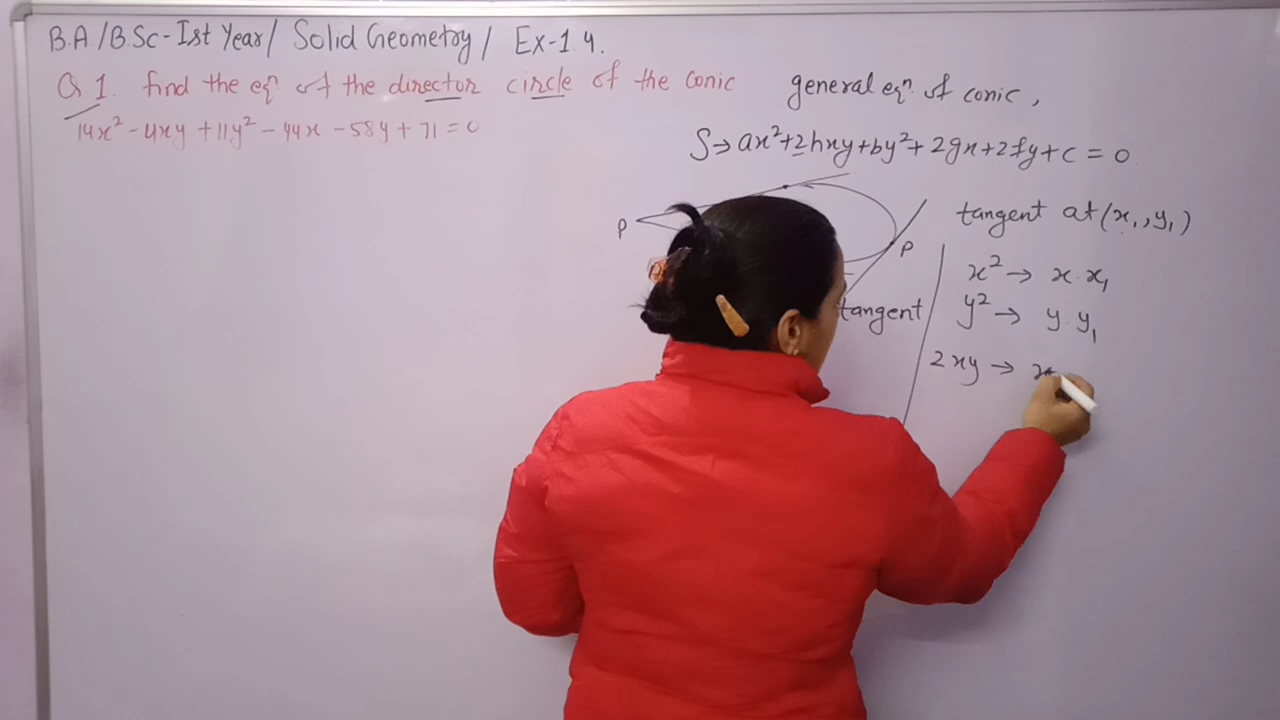 B.A./B.Sc-Ist Year/ Solid Geometry/ Ex-1.4.
Q.1. find the eqⁿ of the director circle of the conic
14x² - 4xy + 11y² - 44x - 58y + 71 = 0
general eqⁿ. of conic,
S→ ax²+2hxy+by²+2gx+2fy+c = 0
P
P
tangent
tangent at (x₁, y₁)
x² → x.x₁
y² → y.y₁
2xy → x